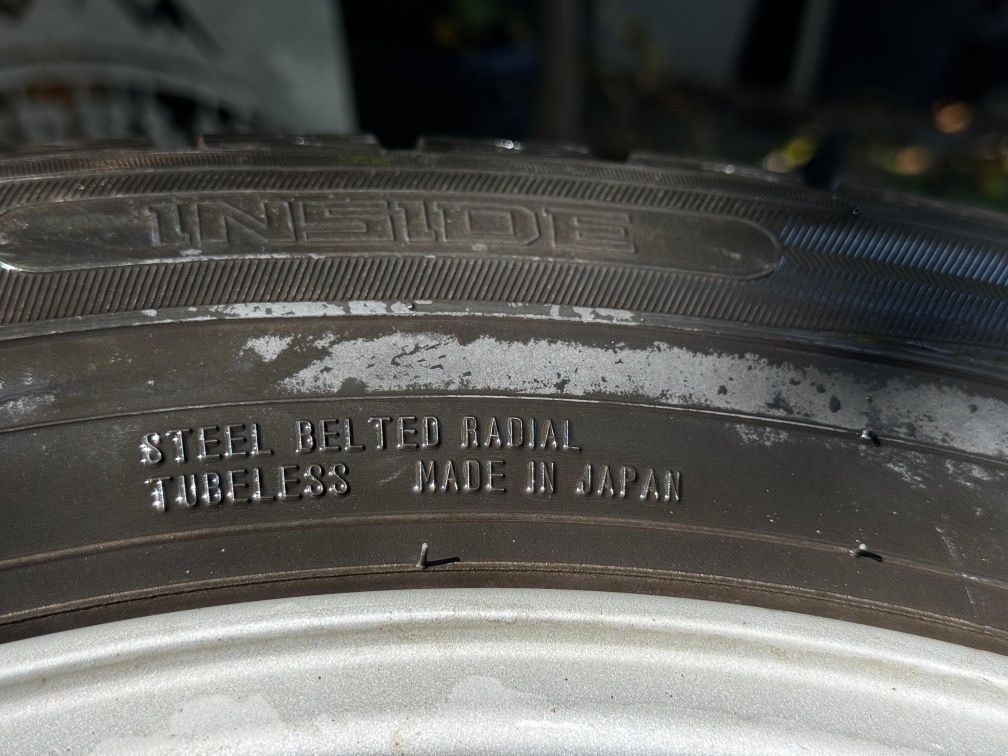 INSIDE
STEEL BELTED RADIAL
TUBELESS MADE IN JAPAN